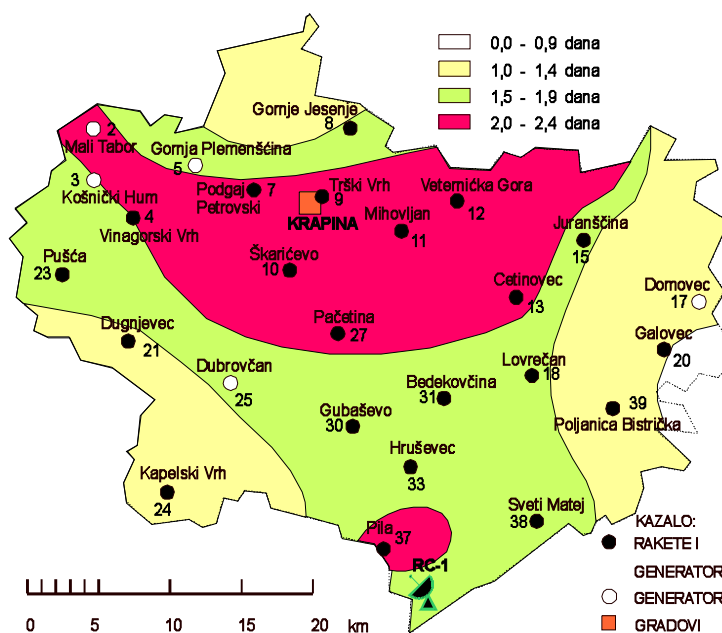 0,0 - 0,9 dana
1,0 - 1,4 dana
1,5 - 1,9 dana
2,0 - 2,4 dana
Gornje Jesenje
8
2
Mali Tabor
Gornja Plemenšćina
5
3
Košnički Hum
Podgaj
Petrovski
7
Trški Vrh
9
KRAPINA
Veternička Gora
12
4
Vinagorski Vrh
Mihovljan
11
Juranščina
15
Pušća
23
Škarićevo
10
Cetinovec
13
Domovec
17
Dugnjevec
21
Pačetina
27
Galovec
20
Dubrovčan
25
Lovrečan
18
Bedekovčina
31
Gubaševo
30
39
Poljanica Bistrička
Hruševec
33
Kapelski Vrh
24
Sveti Matej
38
Pila
37
RC-1
KAZALO:
RAKETE I
GENERATOR
GENERATOR
GRADOVI
0 5 10 15 20 km